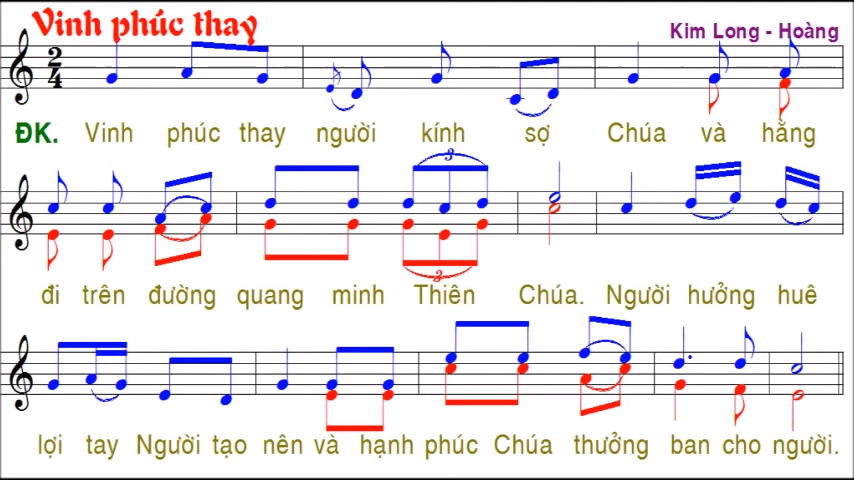 Vinh phúc thay
Kim Long - Hoàng
2
4
ĐK. Vinh phúc thay người kính sợ Chúa và hằng
3
3
đi trên đường quang minh Thiên Chúa. Người hưởng huê
lợi tay Người tạo nên và hạnh phúc Chúa thưởng ban cho người.